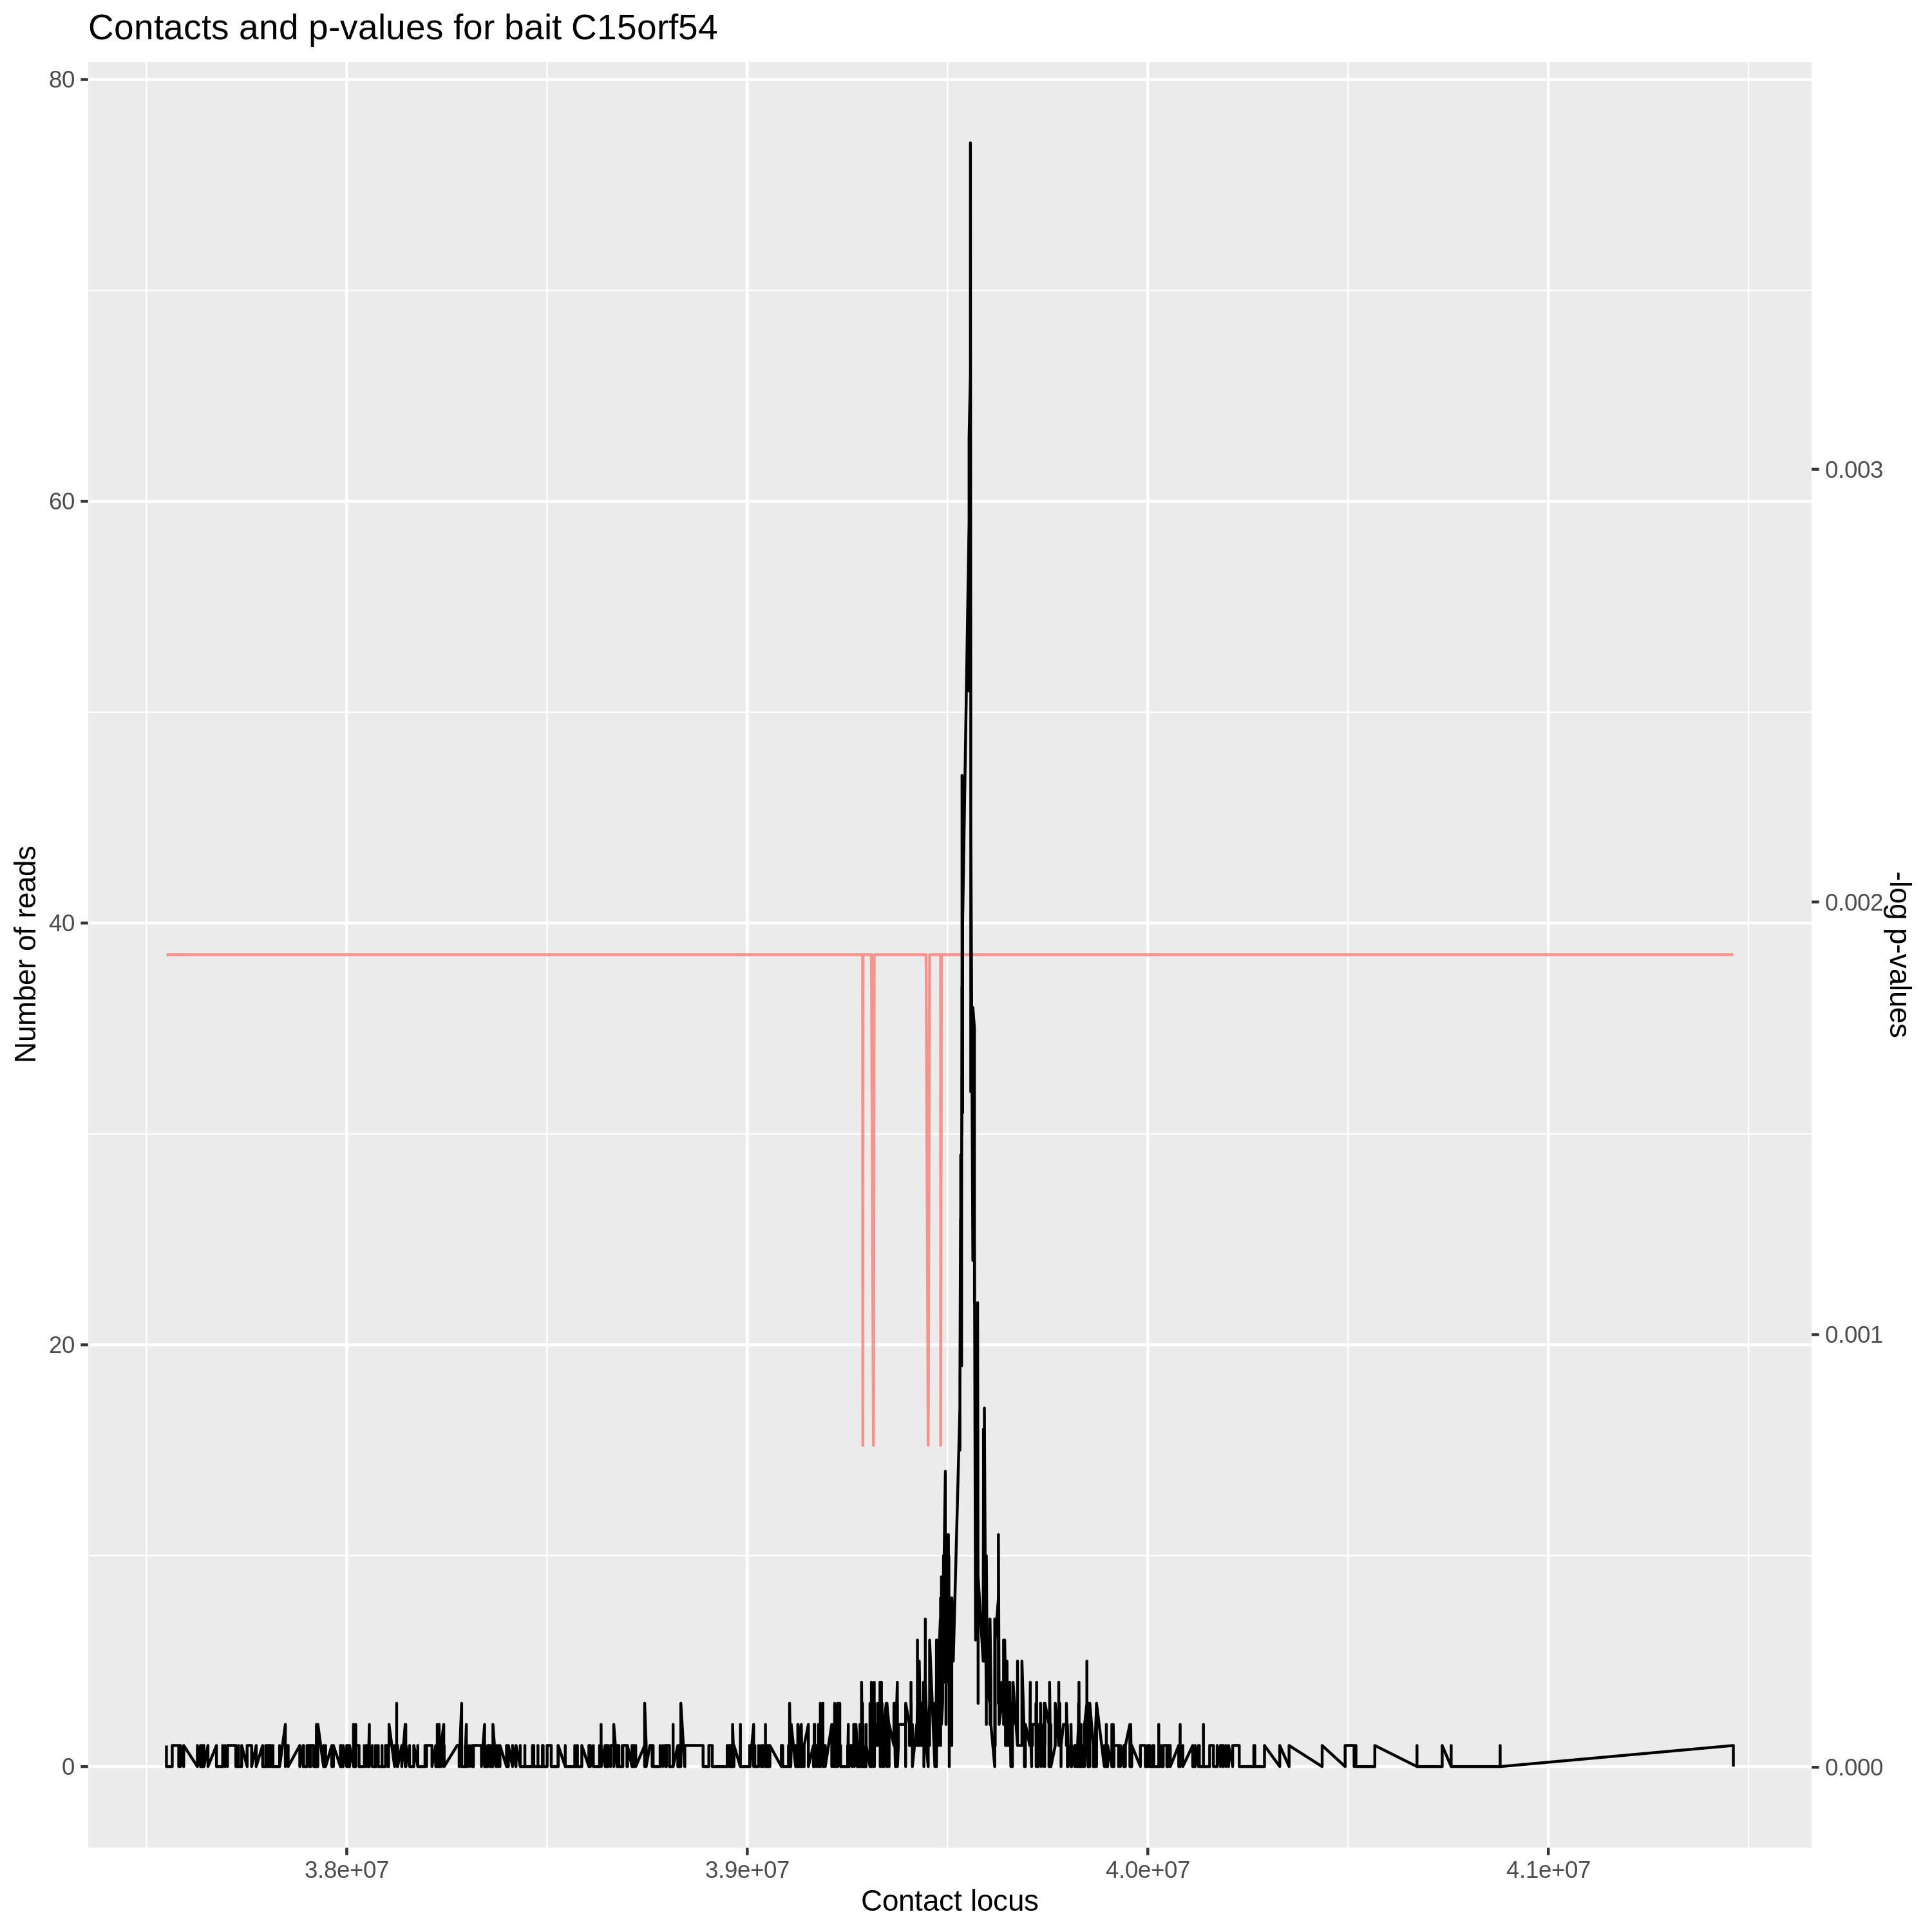 Contacts and p-values for bait C15orf54
80
60
40
20
0
Number of reads
0.003
0.002
0.001
0.000
-log p-values
3.8e+07
3.9e+07
4.0e+07
4.1e+07
Contact locus